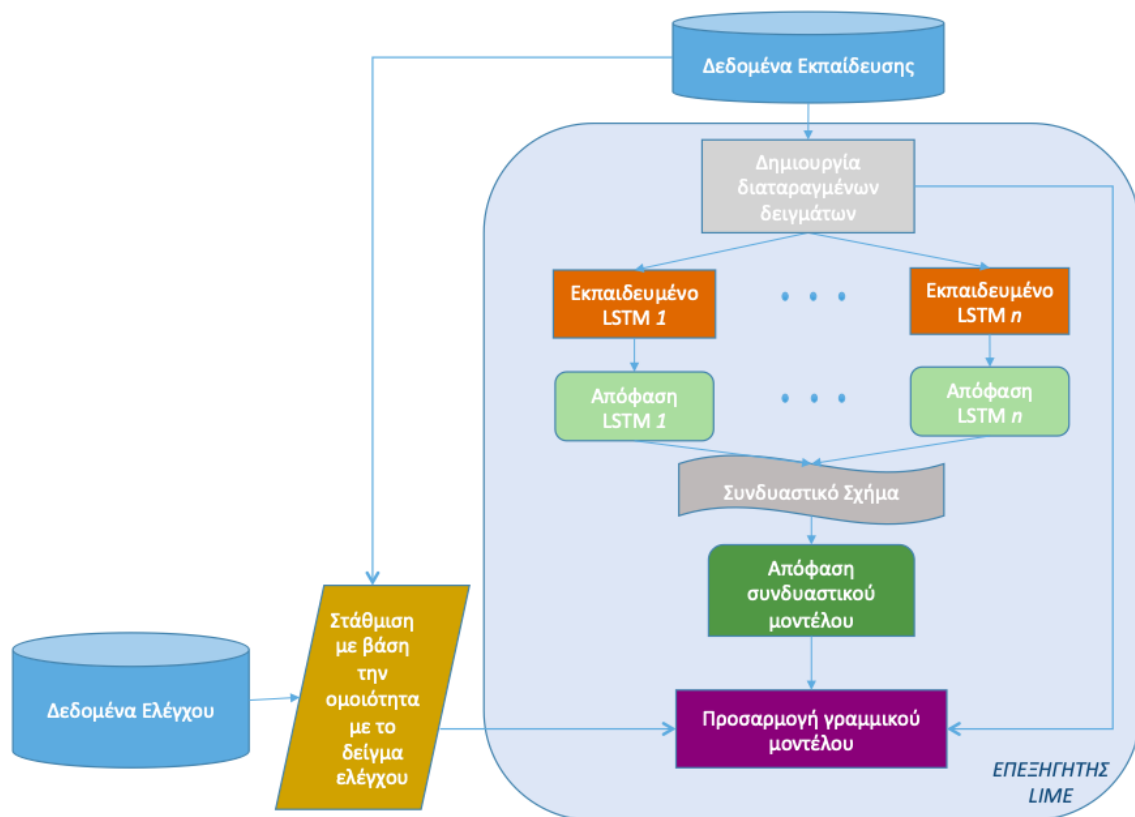 Δεδομένα Εκπαίδευσης
Δημιουργία
διαταραγμένων
δειγμάτων
Εκπαιδευμένο
LSTM 1
Εκπαιδευμένο
LSTM n
Απόφαση
LSTM 1
Απόφαση
LSTM n
Συνδυαστικό Σχήμα
Απόφαση
συνδυαστικού
μοντέλου
Στάθμιση
με βάση
την
ομοιότητα
με το
δείγμα
ελέγχου
Δεδομένα Ελέγχου
Προσαρμογή γραμμικού
μοντέλου
ΕΠΕΞΗΓΗΤΗΣ
LIME